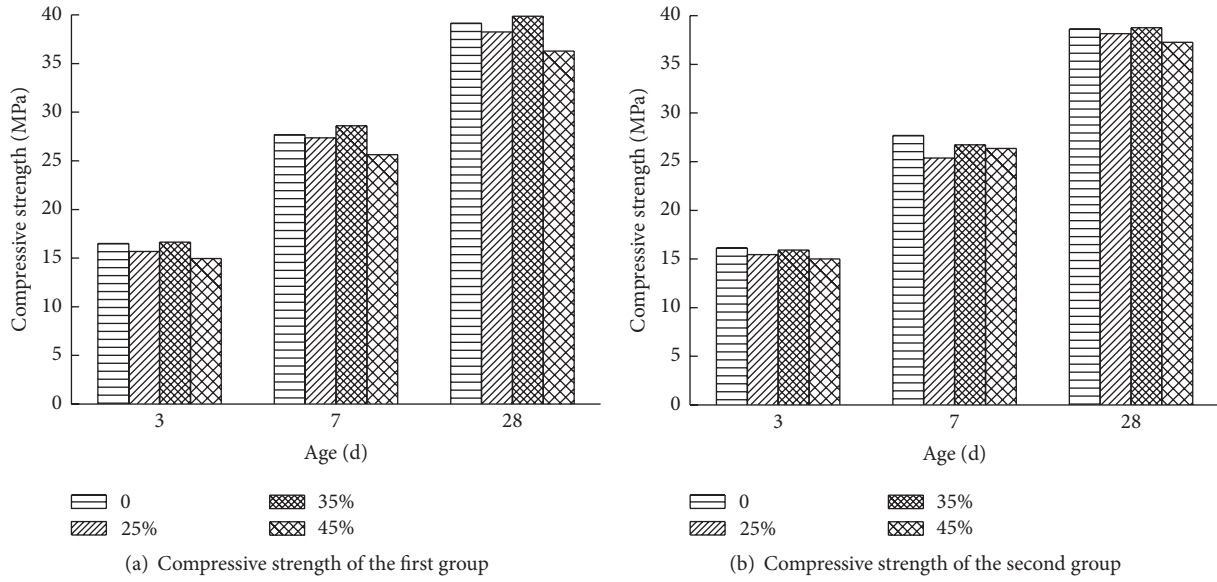 40
35
30
25
20
15
10
5
0
Compressive strength (MPa)
3 7 28
Age (d)
0 35%
25% 45%
(a) Compressive strength of the first group
40
35
30
25
20
15
10
5
0
Compressive strength (MPa)
3 7 28
Age (d)
0 35%
25% 45%
(b) Compressive strength of the second group